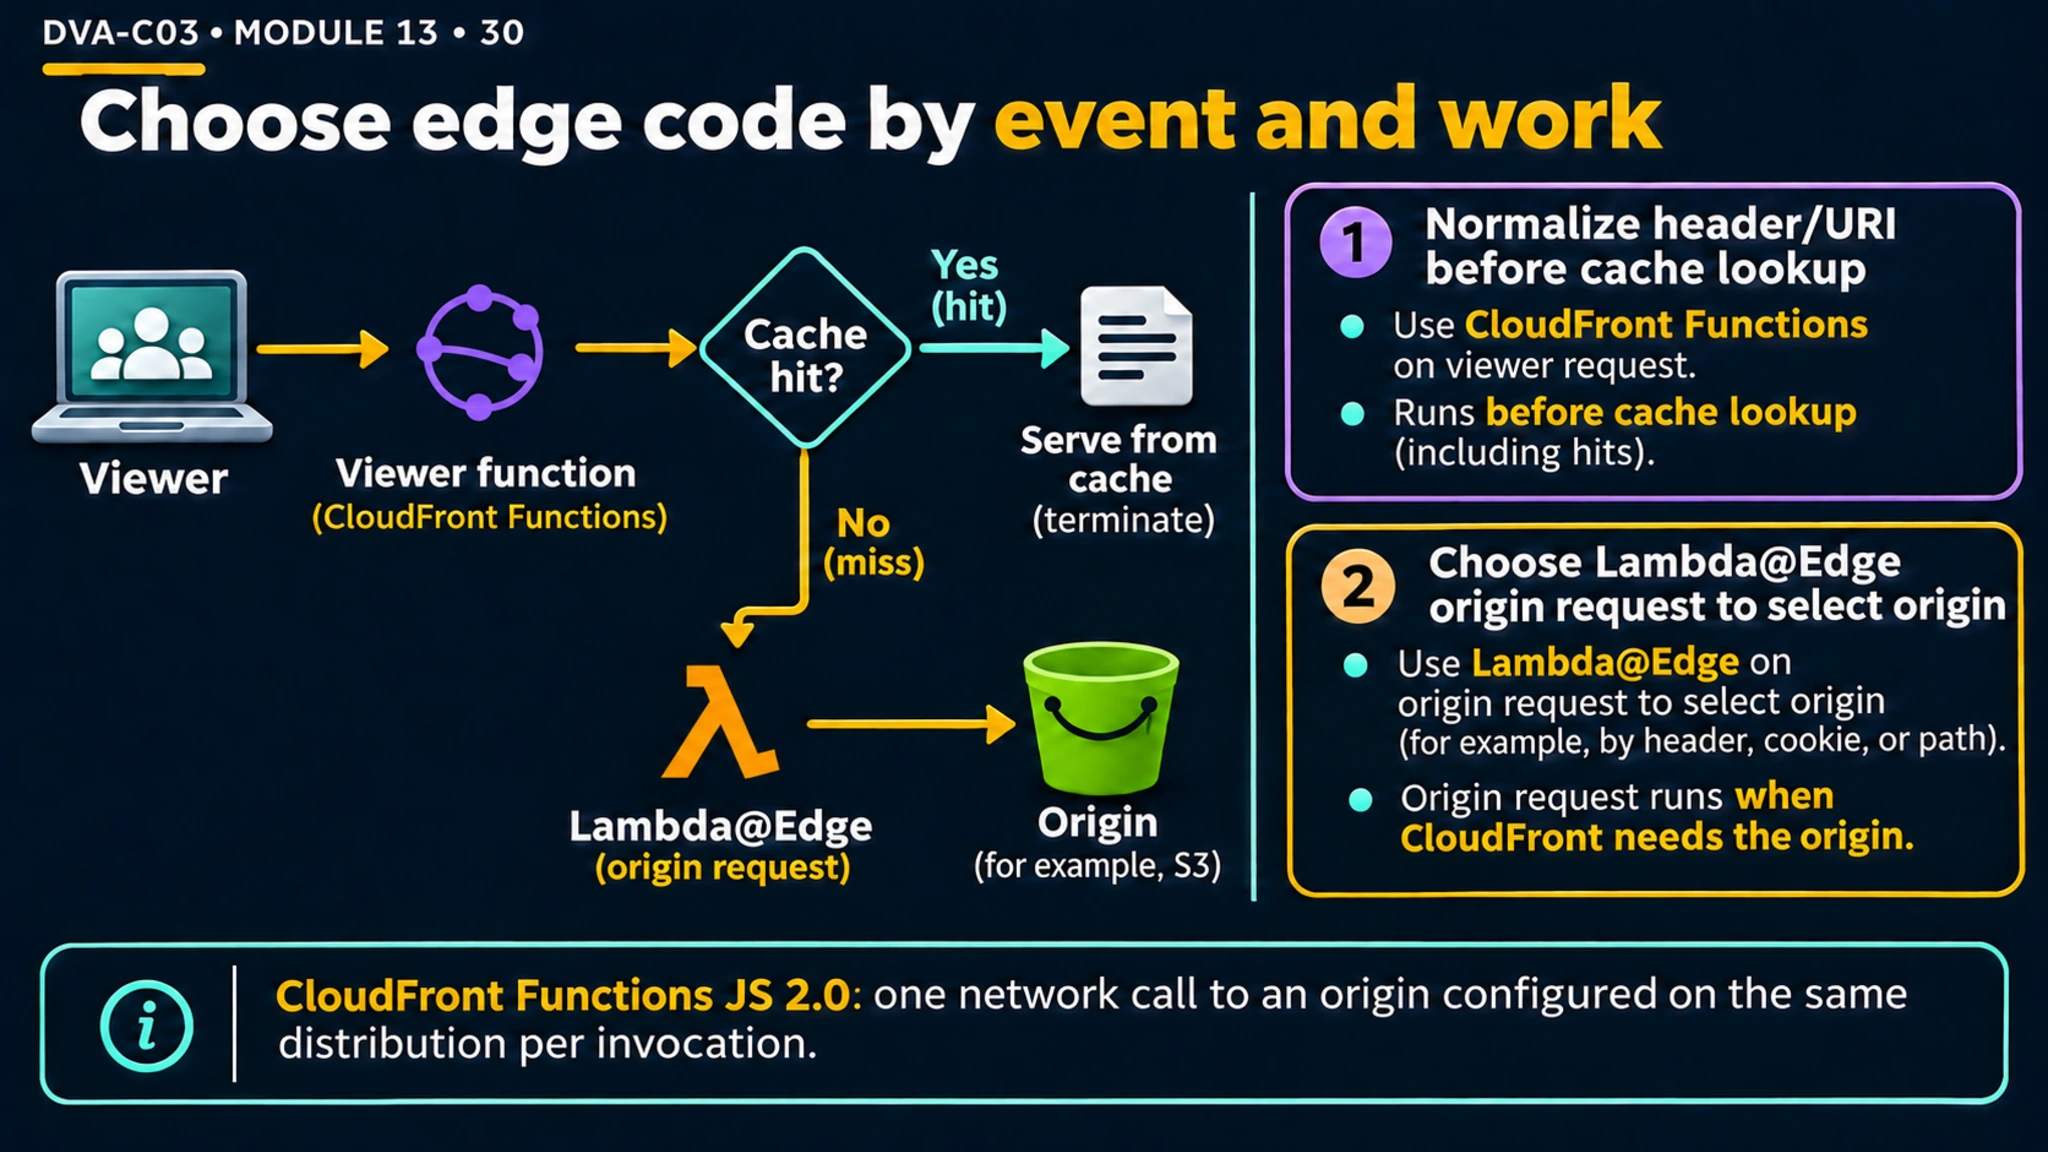 DVA-C03 • MODULE 13 • 30
Choose edge code by event and work
Viewer
Viewer function
(CloudFront Functions)
Cache
hit?
Yes
(hit)
Serve from
cache
(terminate)
No
(miss)
Lambda@Edge
(origin request)
Origin
(for example, S3)
1
Normalize header/URI
before cache lookup
Use CloudFront Functions
on viewer request.
Runs before cache lookup
(including hits).
2
Choose Lambda@Edge
origin request to select origin
Use Lambda@Edge on
origin request to select origin
(for example, by header, cookie, or path).
Origin request runs when
CloudFront needs the origin.
i
CloudFront Functions JS 2.0: one network call to an origin configured on the same
distribution per invocation.